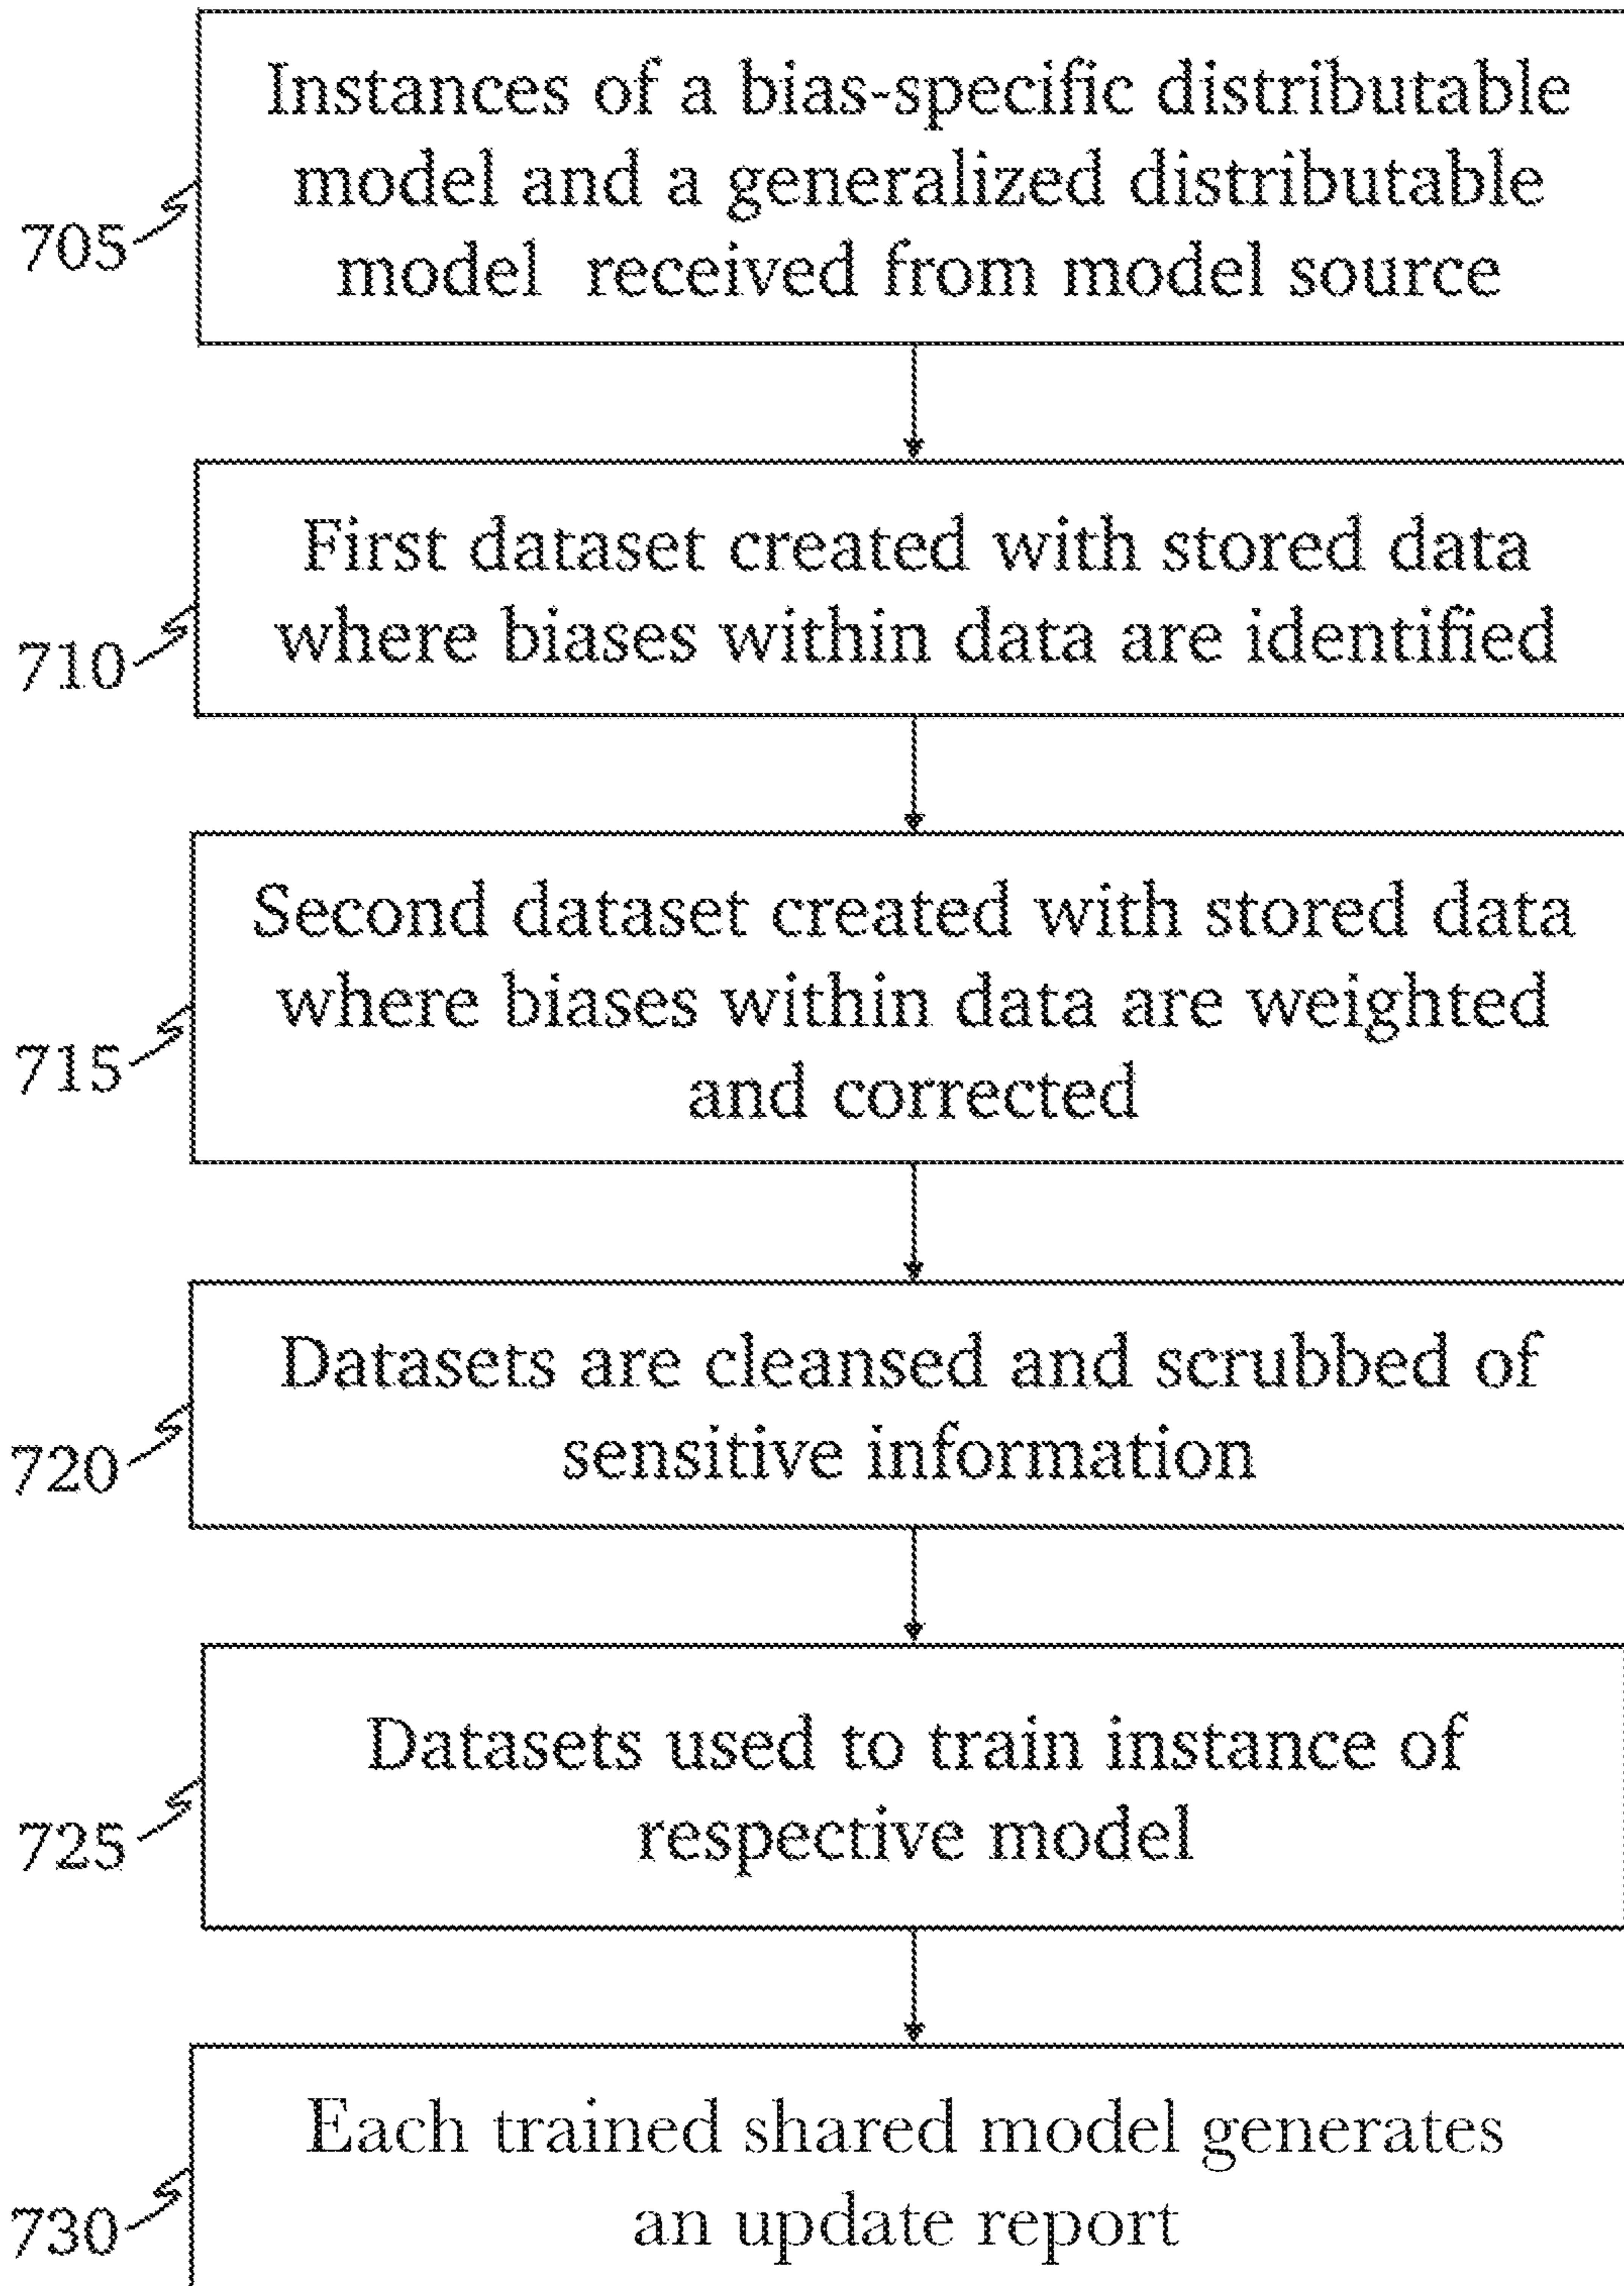 Instances of a bias-specific distributable
model and a generalized distributable
model received from model source
705
First dataset created with stored data
where biases within data are identified
710
Second dataset created with stored data
where biases within data are weighted
and corrected
715
Datasets are cleansed and scrubbed of
sensitive information
720
Datasets used to train instance of
respective model
725
Each trained shared model generates
an update report
730